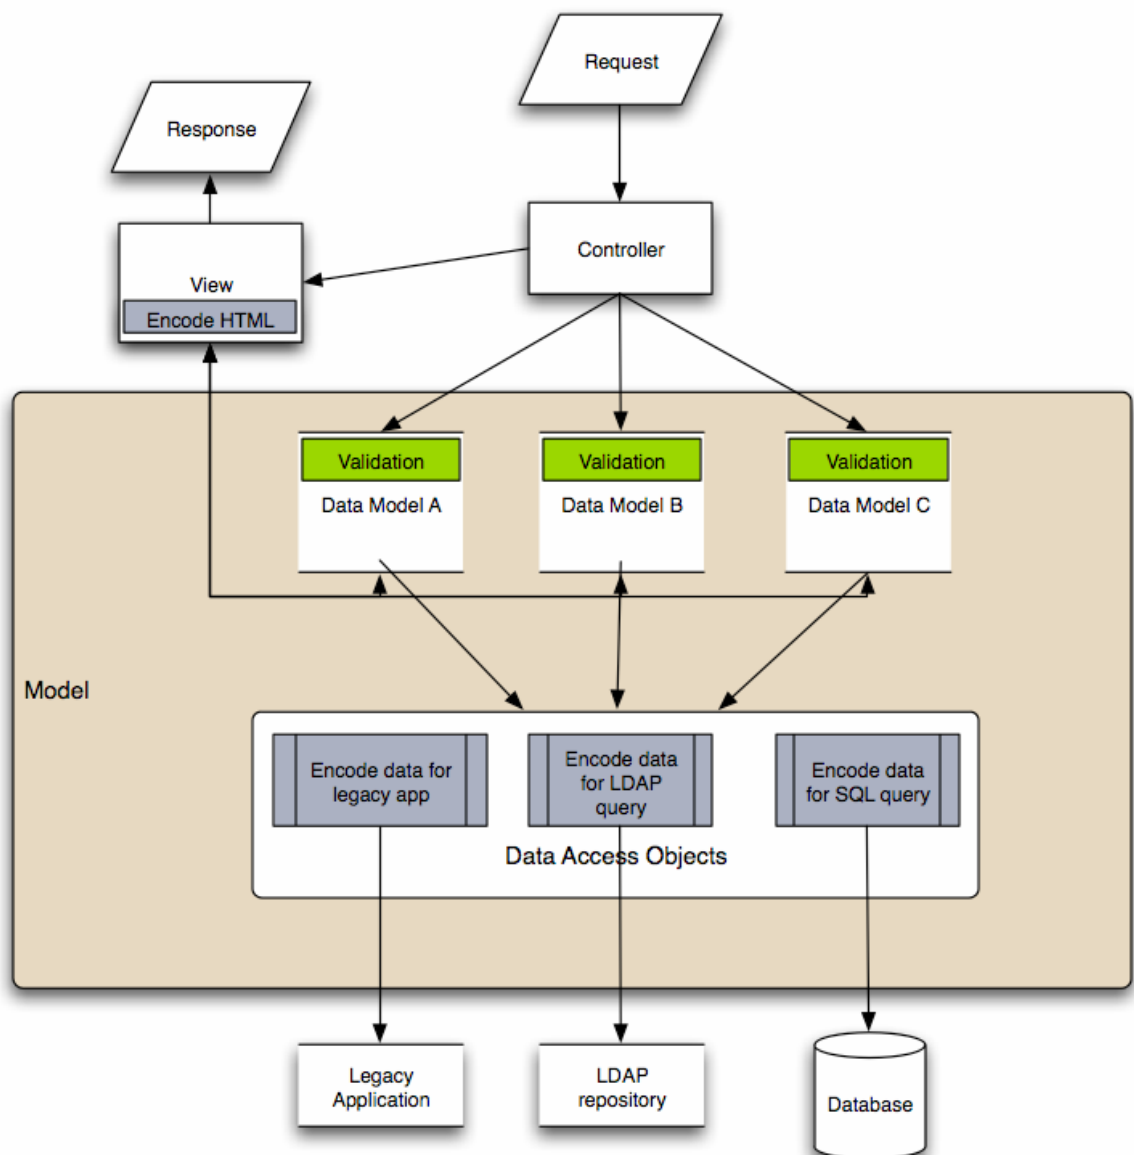 Request
Response
Controller
View
Encode HTML
Validation
Validation
Validation
Data Model A
Data Model B
Data Model C
Model
Encode data for
legacy app
Encode data
for LDAP
query
Encode data
for SQL query
Data Access Objects
Legacy
Application
LDAP
repository
Database